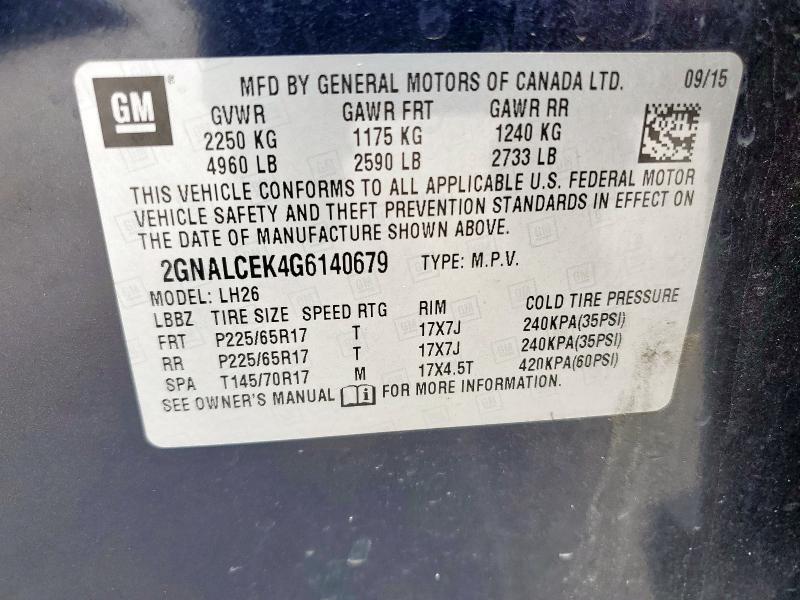 GM ®
MFD BY GENERAL MOTORS OF CANADA LTD. 09/15
GVWR GAWR FRT GAWR RR
2250 KG 1175 KG 1240 KG
4960 LB 2590 LB 2733 LB
THIS VEHICLE CONFORMS TO ALL APPLICABLE U.S. FEDERAL MOTOR
VEHICLE SAFETY AND THEFT PREVENTION STANDARDS IN EFFECT ON
THE DATE OF MANUFACTURE SHOWN ABOVE.
2GNALCEK4G6140679 TYPE: M.P.V.
MODEL: LH26
LBBZ TIRE SIZE SPEED RTG RIM COLD TIRE PRESSURE
FRT P225/65R17 T 17X7J 240KPA(35PSI)
RR P225/65R17 T 17X7J 240KPA(35PSI)
SPA T145/70R17 M 17X4.5T 420KPA(60PSI)
SEE OWNER'S MANUAL FOR MORE INFORMATION.